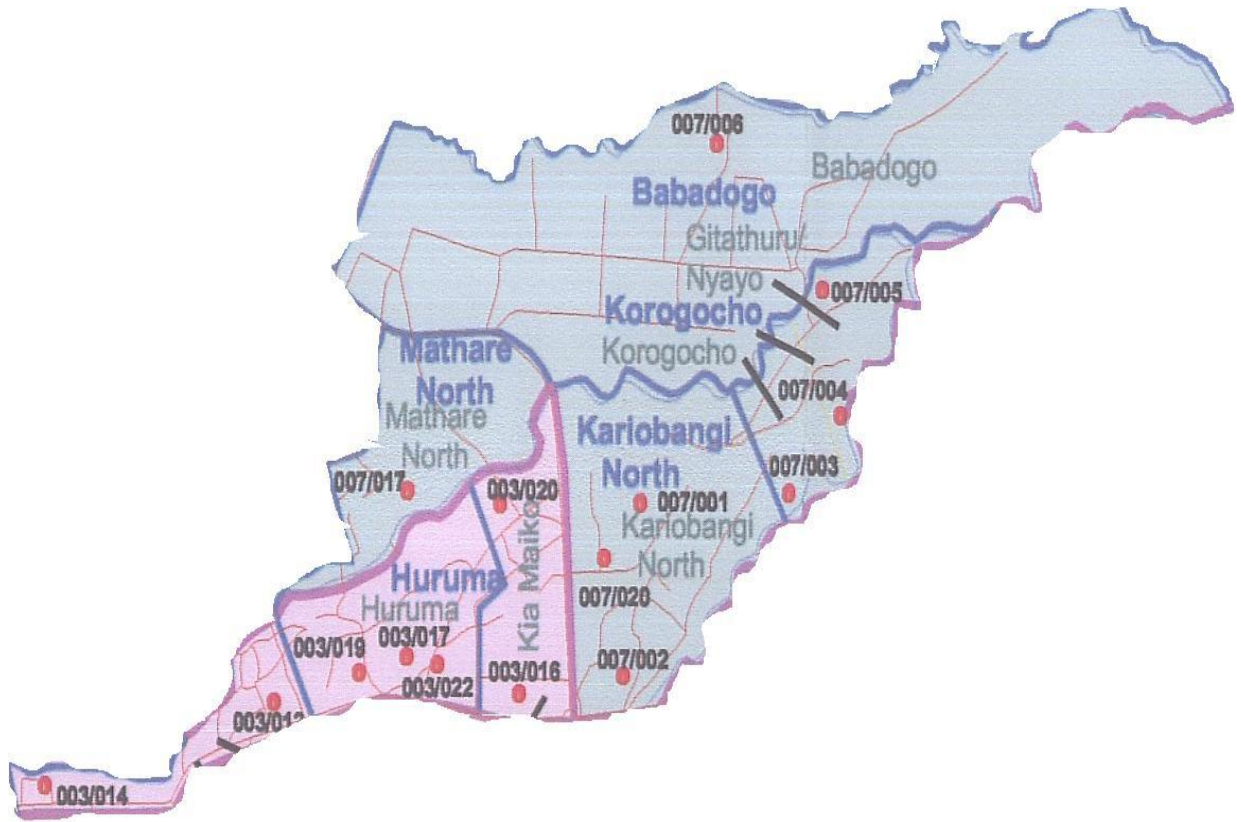 007/006
Babadogo
Babadogo
Gitathuru/
Nyayo
007/005
Korogocho
Korogocho
Mathare
North
007/004
Mathare
North
Kariobangi
North
007/003
007/017
003/020
007/001
Kariobangi
North
Kia Maiko
Huruma
Huruma
007/020
003/019
003/017
003/022
003/016
007/002
003/014